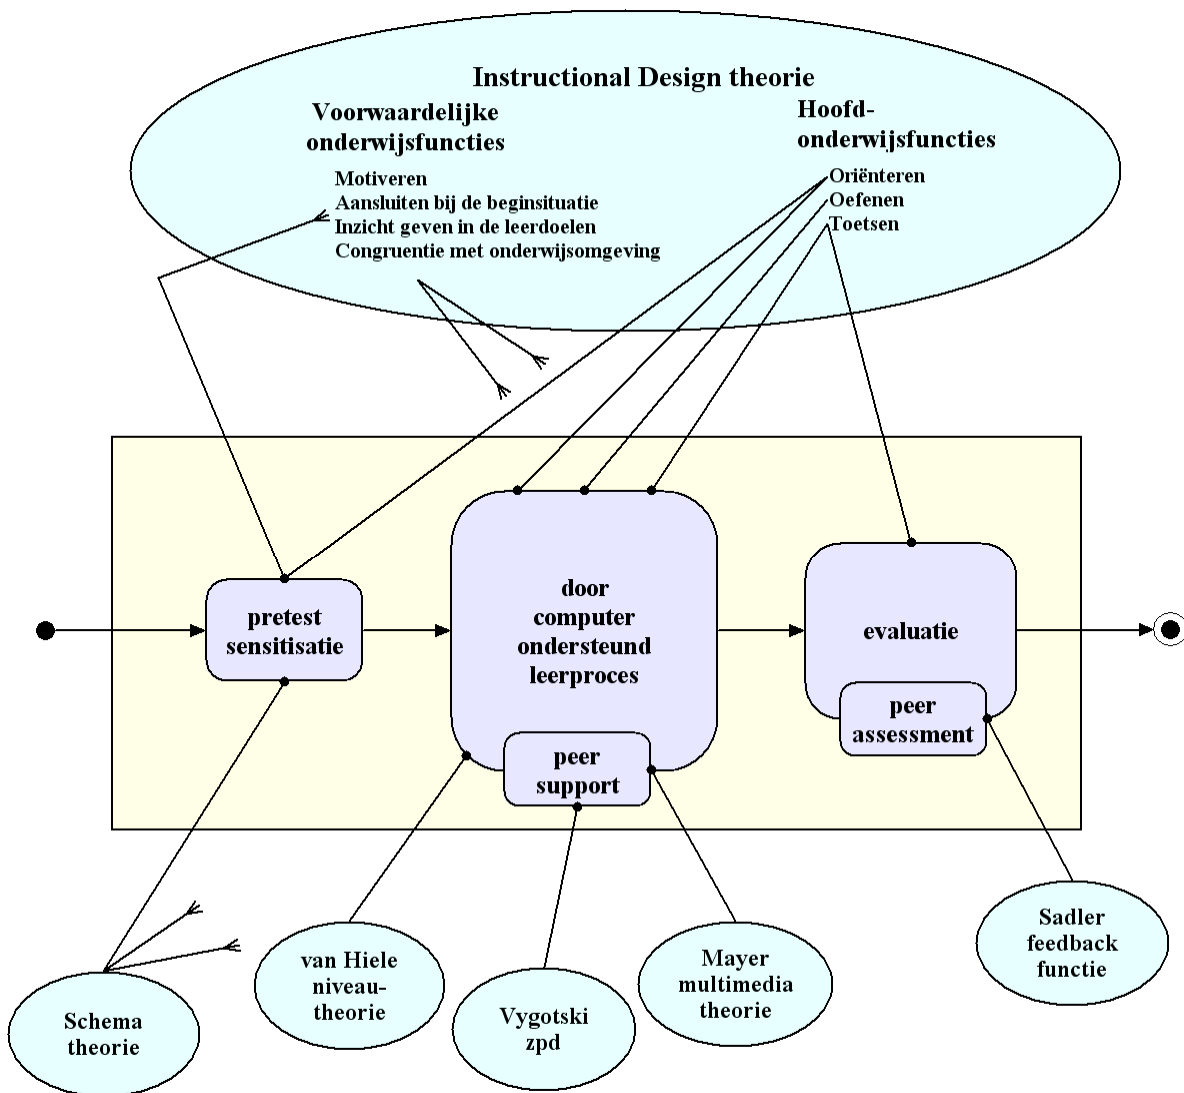 Instructional Design theorie
Voorwaardelijke
onderwijsfuncties
Motiveren
Aansluiten bij de beginsituatie
Inzicht geven in de leerdoelen
Congruentie met onderwijsomgeving
Hoofd-
onderwijsfuncties
Oriënteren
Oefenen
Toetsen
pretest
sensitisatie
door
computer
ondersteund
leerproces
peer
support
evaluatie
peer
assessment
Schema
theorie
van Hiele
niveau-
theorie
Vygotski
zpd
Mayer
multimedia
theorie
Sadler
feedback
functie